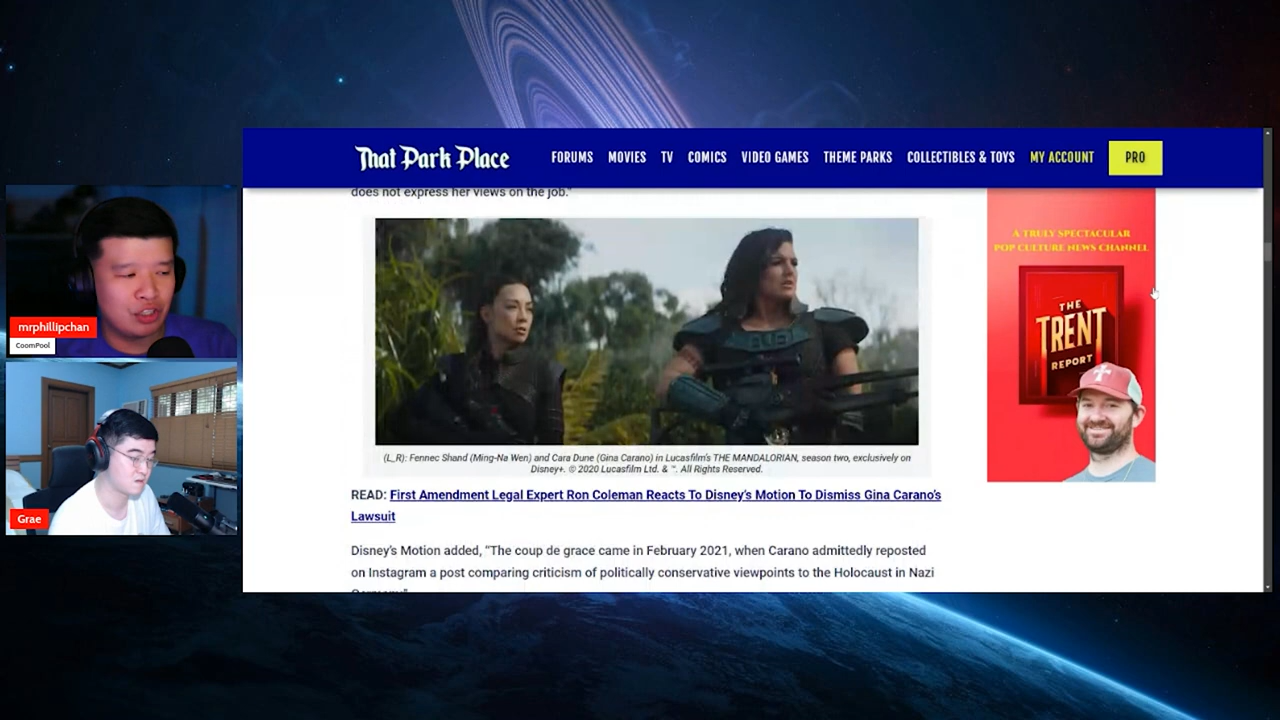 That Park Place
FORUMS MOVIES TV COMICS VIDEO GAMES THEME PARKS COLLECTIBLES & TOYS MY ACCOUNT PRO
does not express her views on the job."
A TRULY SPECTACULAR
POP CULTURE NEWS CHANNEL
THE
TRENT
REPORT
mrphillipchan
CoomPool
Grae
(L_R): Fennec Shand (Ming-Na Wen) and Cara Dune (Gina Carano) in Lucasfilm's THE MANDALORIAN, season two, exclusively on
Disney+. © 2020 Lucasfilm Ltd. & ™. All Rights Reserved.
READ: First Amendment Legal Expert Ron Coleman Reacts To Disney's Motion To Dismiss Gina Carano's
Lawsuit
Disney's Motion added, "The coup de grace came in February 2021, when Carano admittedly reposted
on Instagram a post comparing criticism of politically conservative viewpoints to the Holocaust in Nazi